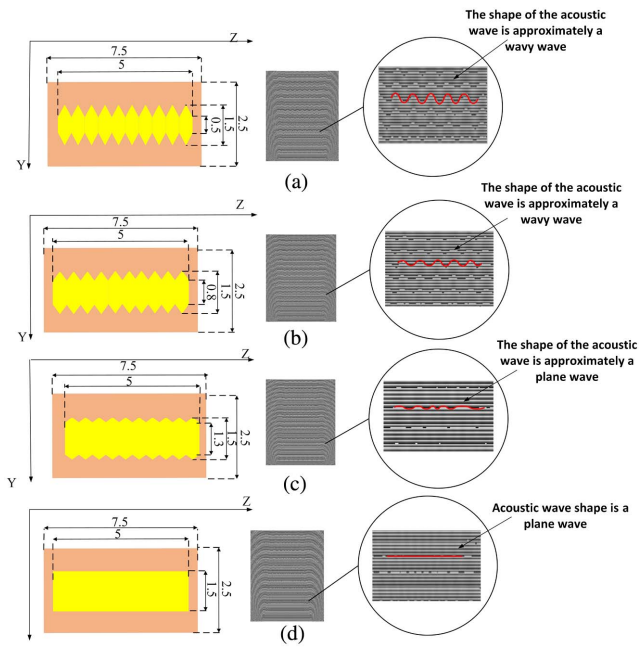 The shape of the acoustic
wave is approximately a
wavy wave
Z
7.5
5
0.5
1.5
2.5
Y
(a)
The shape of the acoustic
wave is approximately a
wavy wave
Z
7.5
5
0.8
1.5
2.5
Y
(b)
The shape of the acoustic
wave is approximately a
plane wave
Z
7.5
5
1.3
1.5
2.5
Y
(c)
Acoustic wave shape is a
plane wave
Z
7.5
5
1.5
2.5
(d)